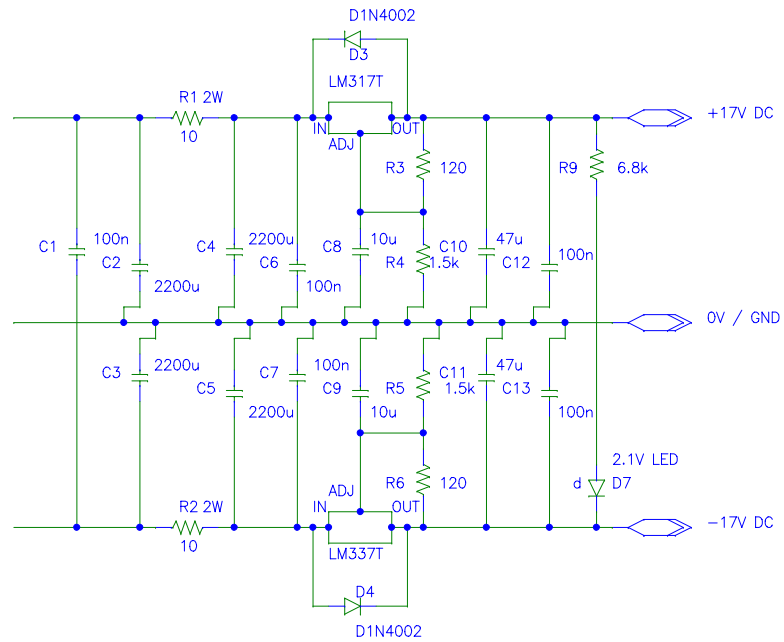 D1N4002
D3
R1 2W
LM317T
10
IN
OUT
ADJ
+17V DC
R3
120
R9
6.8k
C1
100n
C2
2200u
C4
2200u
C6
100n
C8
10u
R4
1.5k
C10
47u
C12
100n
0V / GND
C3
2200u
C5
2200u
C7
100n
C9
10u
R5
1.5k
C11
47u
C13
100n
R6
120
2.1V LED
d
D7
ADJ
IN
OUT
R2 2W
10
LM337T
-17V DC
D4
D1N4002